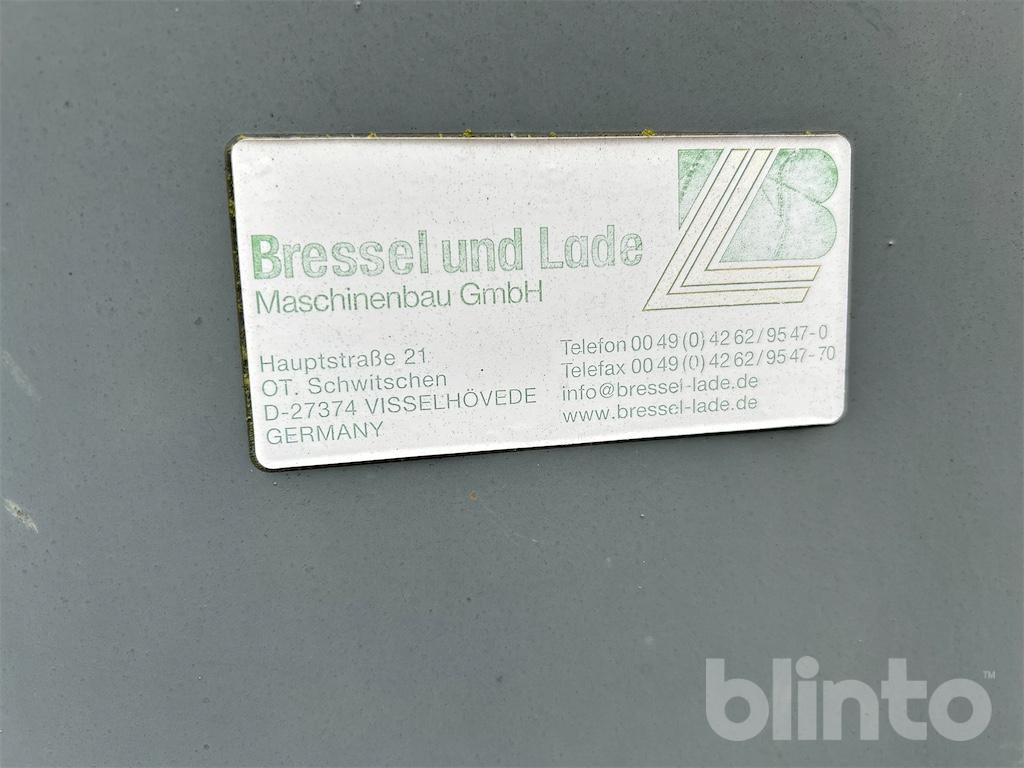 Bressel und Lade
Maschinenbau GmbH
Hauptstraße 21
OT. Schwitschen
D-27374 VISSELHÖVEDE
GERMANY
Telefon 00 49 (0) 42 62 / 95 47-0
Telefax 00 49 (0) 42 62 / 95 47-70
info@bressel-lade.de
www.bressel-lade.de
LB
blinto™